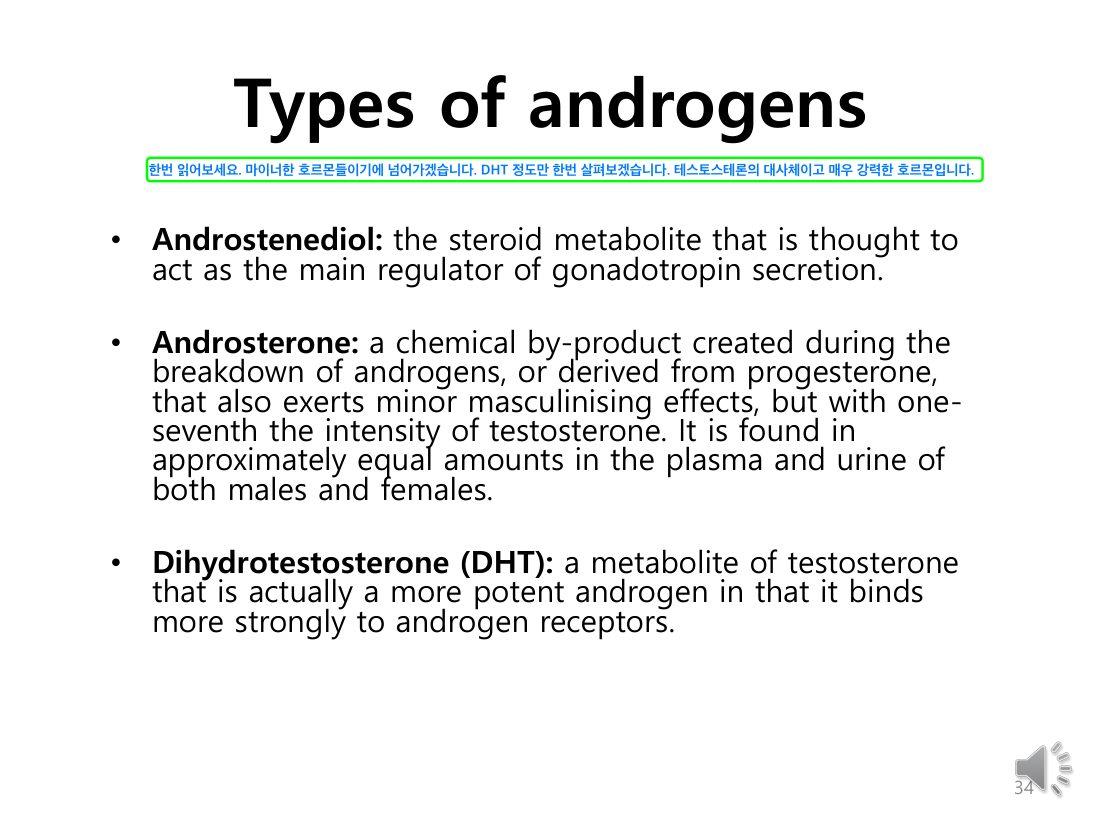 Types of androgens
한번 읽어보세요. 마이너한 호르몬들이기에 넘어가겠습니다. DHT 정도만 한번 살펴보겠습니다. 테스토스테론의 대사체이고 매우 강력한 호르몬입니다.
• Androstenediol: the steroid metabolite that is thought to
act as the main regulator of gonadotropin secretion.
• Androsterone: a chemical by-product created during the
breakdown of androgens, or derived from progesterone,
that also exerts minor masculinising effects, but with one-
seventh the intensity of testosterone. It is found in
approximately equal amounts in the plasma and urine of
both males and females.
• Dihydrotestosterone (DHT): a metabolite of testosterone
that is actually a more potent androgen in that it binds
more strongly to androgen receptors.
34